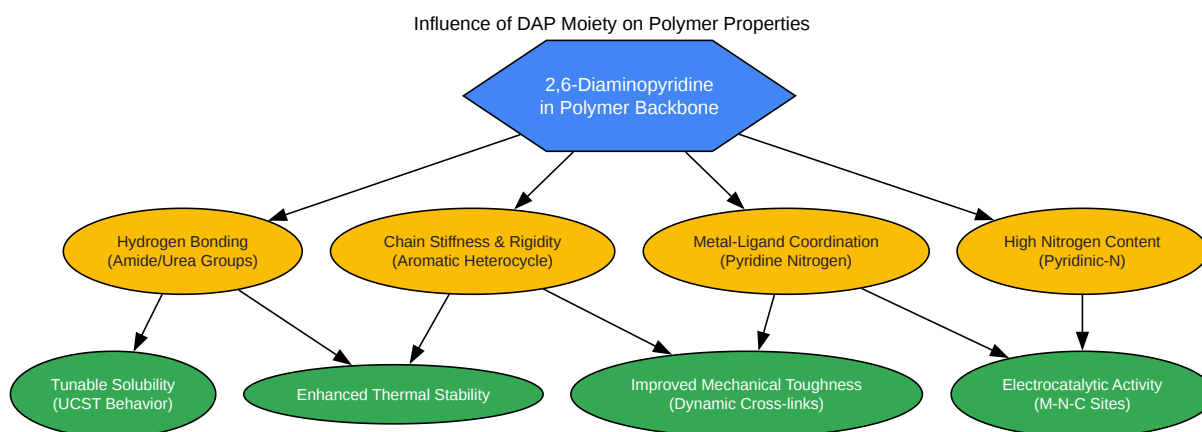 Influence of DAP Moiety on Polymer Properties
2,6-Diaminopyridine
in Polymer Backbone
Hydrogen Bonding
(Amide/Urea Groups)
Chain Stiffness & Rigidity
(Aromatic Heterocycle)
Metal-Ligand Coordination
(Pyridine Nitrogen)
High Nitrogen Content
(Pyridinic-N)
Tunable Solubility
(UCST Behavior)
Enhanced Thermal Stability
Improved Mechanical Toughness
(Dynamic Cross-links)
Electrocatalytic Activity
(M-N-C Sites)